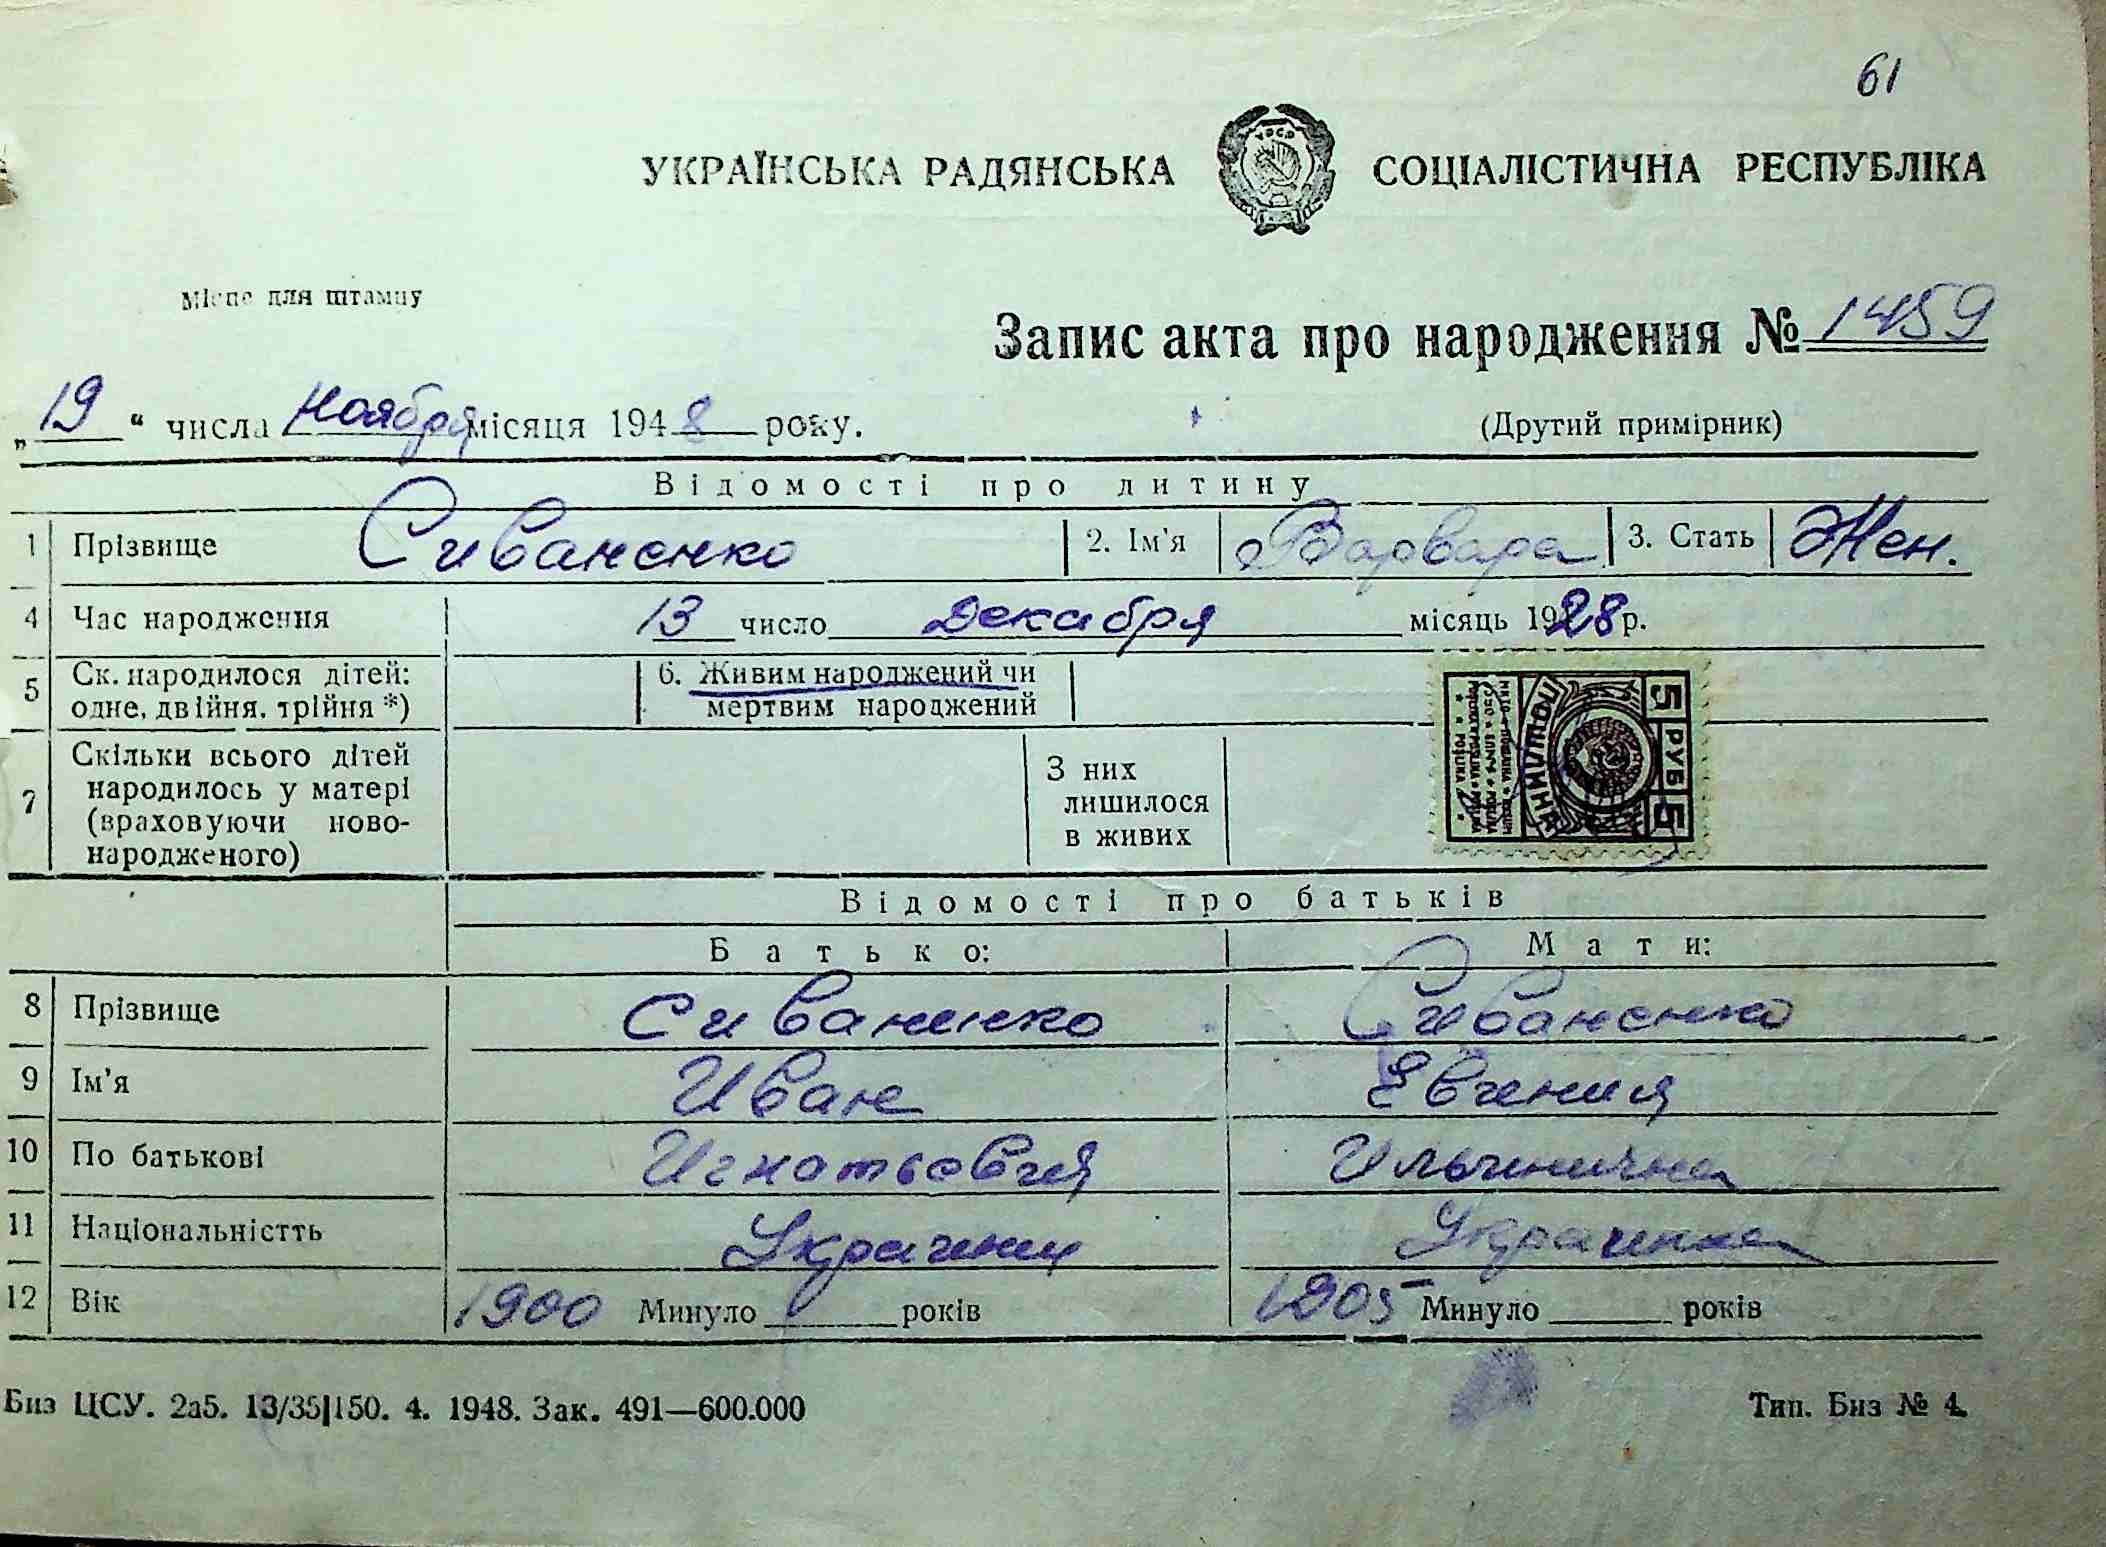 61
УКРАЇНСЬКА РАДЯНСЬКА СОЦІАЛІСТИЧНА РЕСПУБЛІКА
Місце для штампу
Запис акта про народження № 1459
„19“ числа Ноября місяця 1948 року. (Другий примірник)
Відомості про дитину
1 Прізвище Сиваненко 2. Ім'я Варвара 3. Стать Жен.
4 Час народження 13 число Декабря місяць 1928 р.
5 Ск. народилося дітей: одне, двійня, трійня *) 6. Живим народжений чи мертвим народжений
7 Скільки всього дітей народилось у матері (враховуючи ново-народженого) З них лишилося в живих
5 РУБ 5
ПОШЛИНА
Відомості про батьків
Батько: Мати:
8 Прізвище Сиваненко Сиваненко
9 Ім'я Иван Евгения
10 По батькові Игнатьевич Ильинична
11 Національністть Украинец Украинка
12 Вік 1900 Минуло років 1905 Минуло років
Биз ЦСУ. 2а5. 13/35|150. 4. 1948. Зак. 491—600.000 Тип. Биз № 4.